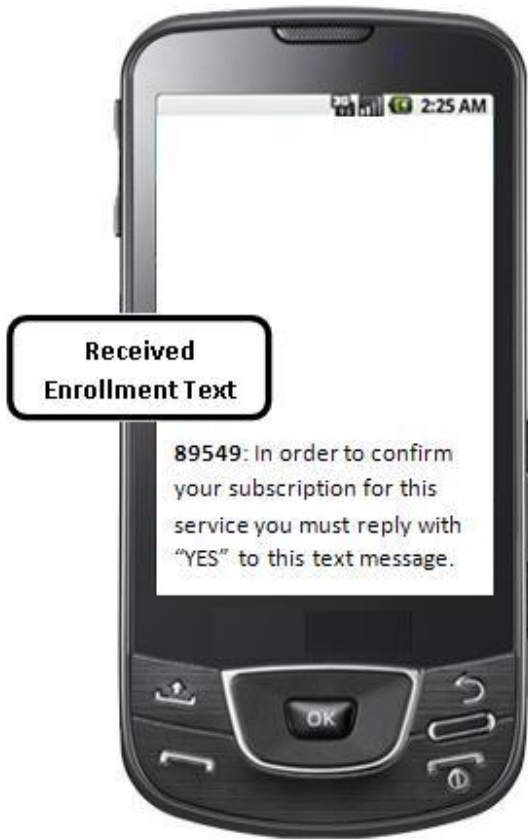 2:25 AM
Received
Enrollment Text
89549: In order to confirm
your subscription for this
service you must reply with
“YES” to this text message.
OK